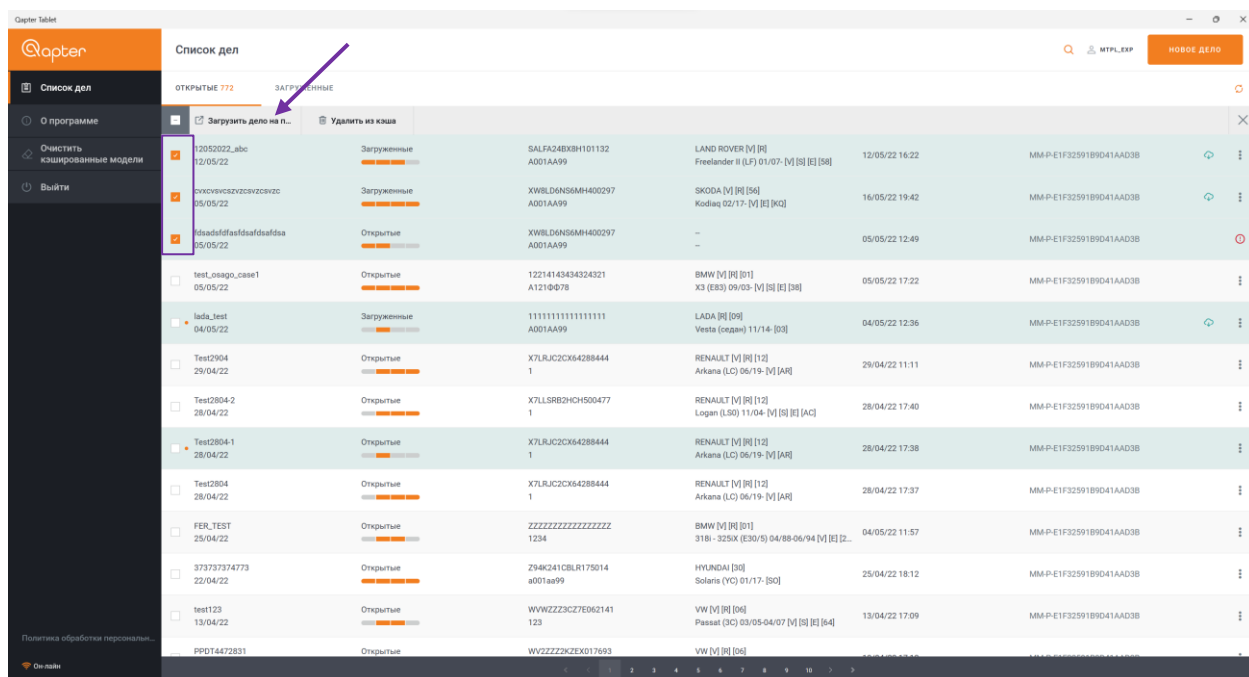 Qapter Tablet
Qapter
Список дел
MTPL_EXP
НОВОЕ ДЕЛО
Список дел
О программе
Очистить
кэшированные модели
Выйти
ОТКРЫТЫЕ 772
Загрузить дело на п...
Удалить из кэша
12052022_abc Загруженные SALFA24BX8H101132 LAND ROVER [V] [R]
12/05/22 A001AA99 Freelander II (LF) 01/07- [V] [S] [E] [58] 12/05/22 16:22 MM-P-E1F32591B9D41AAD3B
Загруженные XW8LD6NS6MH400297 SKODA [V] [R] [56]
05/05/22 A001AA99 Kodiaq 02/17- [V] [E] [KQ] 16/05/22 19:42 MM-P-E1F32591B9D41AAD3B
fdsadsfdfasfdsafdsafdsa Открытые XW8LD6NS6MH400297 –
05/05/22 A001AA99 – 05/05/22 12:49 MM-P-E1F32591B9D41AAD3B
test_osago_case1 Открытые 12214143434324321 BMW [V] [R] [01]
05/05/22 A121ФФ78 X3 (E83) 09/03- [V] [S] [E] [38] 05/05/22 17:22 MM-P-E1F32591B9D41AAD3B
lada_test Загруженные 11111111111111111 LADA [R] [09]
04/05/22 A001AA99 Vesta (седан) 11/14- [03] 04/05/22 12:36 MM-P-E1F32591B9D41AAD3B
Test2904 Открытые X7LRJC2CX64288444 RENAULT [V] [R] [12]
29/04/22 1 Arkana (LC) 06/19- [V] [AR] 29/04/22 11:11 MM-P-E1F32591B9D41AAD3B
Test2804-2 Открытые X7LLSRB2HCH500477 RENAULT [V] [R] [12]
28/04/22 1 Logan (LS0) 11/04- [V] [S] [E] [AC] 28/04/22 17:40 MM-P-E1F32591B9D41AAD3B
Test2804-1 Открытые X7LRJC2CX64288444 RENAULT [V] [R] [12]
28/04/22 1 Arkana (LC) 06/19- [V] [AR] 28/04/22 17:38 MM-P-E1F32591B9D41AAD3B
Test2804 Открытые X7LRJC2CX64288444 RENAULT [V] [R] [12]
28/04/22 1 Arkana (LC) 06/19- [V] [AR] 28/04/22 17:37 MM-P-E1F32591B9D41AAD3B
FER_TEST Открытые ZZZZZZZZZZZZZZZZZ BMW [V] [R] [01]
25/04/22 1234 318i - 325iX (E30/5) 04/88-06/94 [V] [E] [2... 04/05/22 11:57 MM-P-E1F32591B9D41AAD3B
373737374773 Открытые Z94K241CBLR175014 HYUNDAI [30]
22/04/22 a001aa99 Solaris (YC) 01/17- [SO] 25/04/22 18:12 MM-P-E1F32591B9D41AAD3B
test123 Открытые WVWZZZ3CZ7E062141 VW [V] [R] [06]
13/04/22 123 Passat (3C) 03/05-04/07 [V] [S] [E] [64] 13/04/22 17:09 MM-P-E1F32591B9D41AAD3B
PPDT4472831 Открытые WV2ZZZ2KZEX017693 VW [V] [R] [06]
Политика обработки персональн...
Он-лайн
1 2 3 4 5 6 7 8 9 10